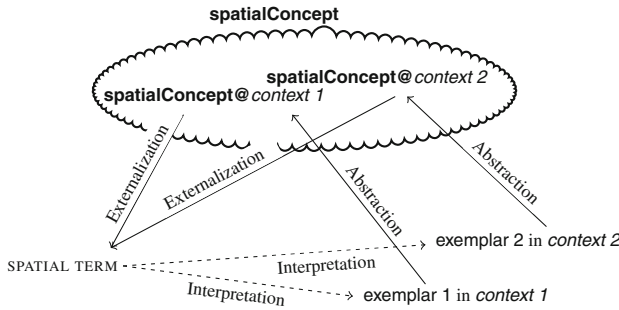 spatialConcept
spatialConcept@context 2
spatialConcept@context 1
Externalization
Externalization
Abstraction
Abstraction
exemplar 2 in context 2
SPATIAL TERM
Interpretation
Interpretation
exemplar 1 in context 1